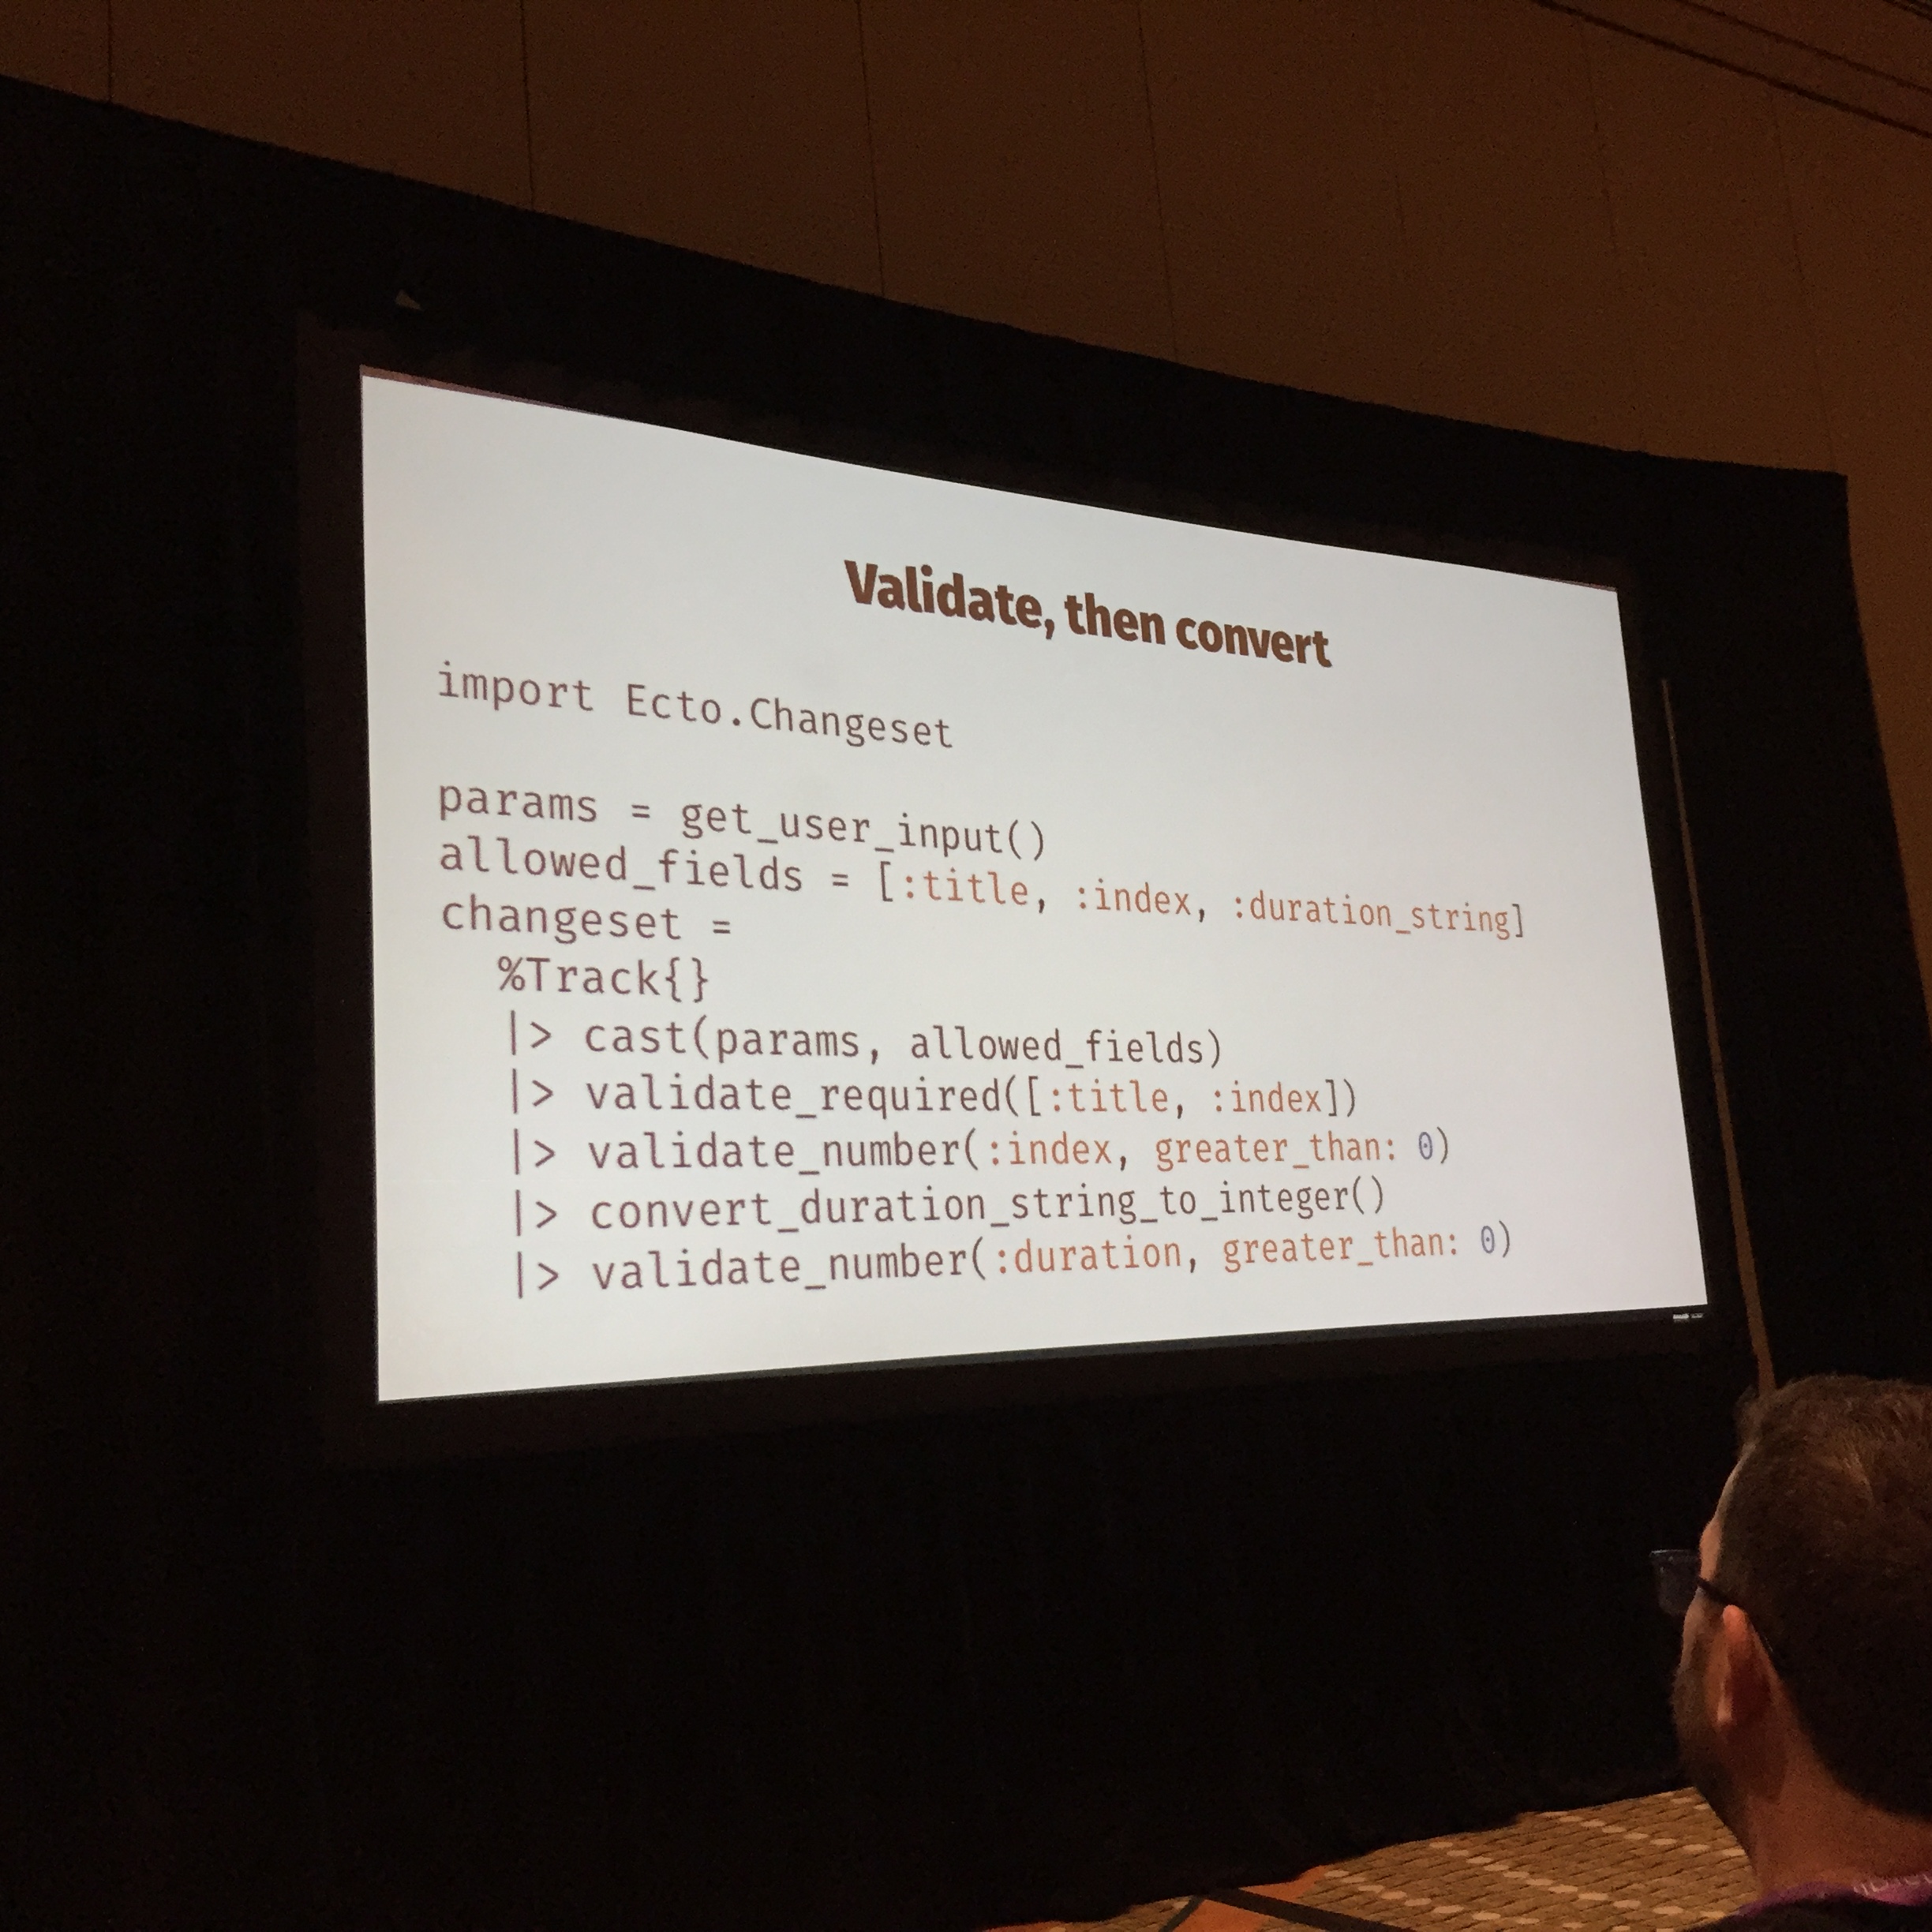 Validate, then convert
import Ecto.Changeset
params = get_user_input()
allowed_fields = [:title, :index, :duration_string]
changeset =
%Track{}
|> cast(params, allowed_fields)
|> validate_required([:title, :index])
|> validate_number(:index, greater_than: 0)
|> convert_duration_string_to_integer()
|> validate_number(:duration, greater_than: 0)